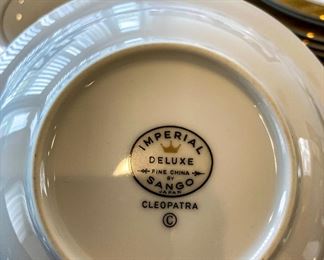 IMPERIAL
DELUXE
FINE CHINA
BY
SANGO
JAPAN
CLEOPATRA
©